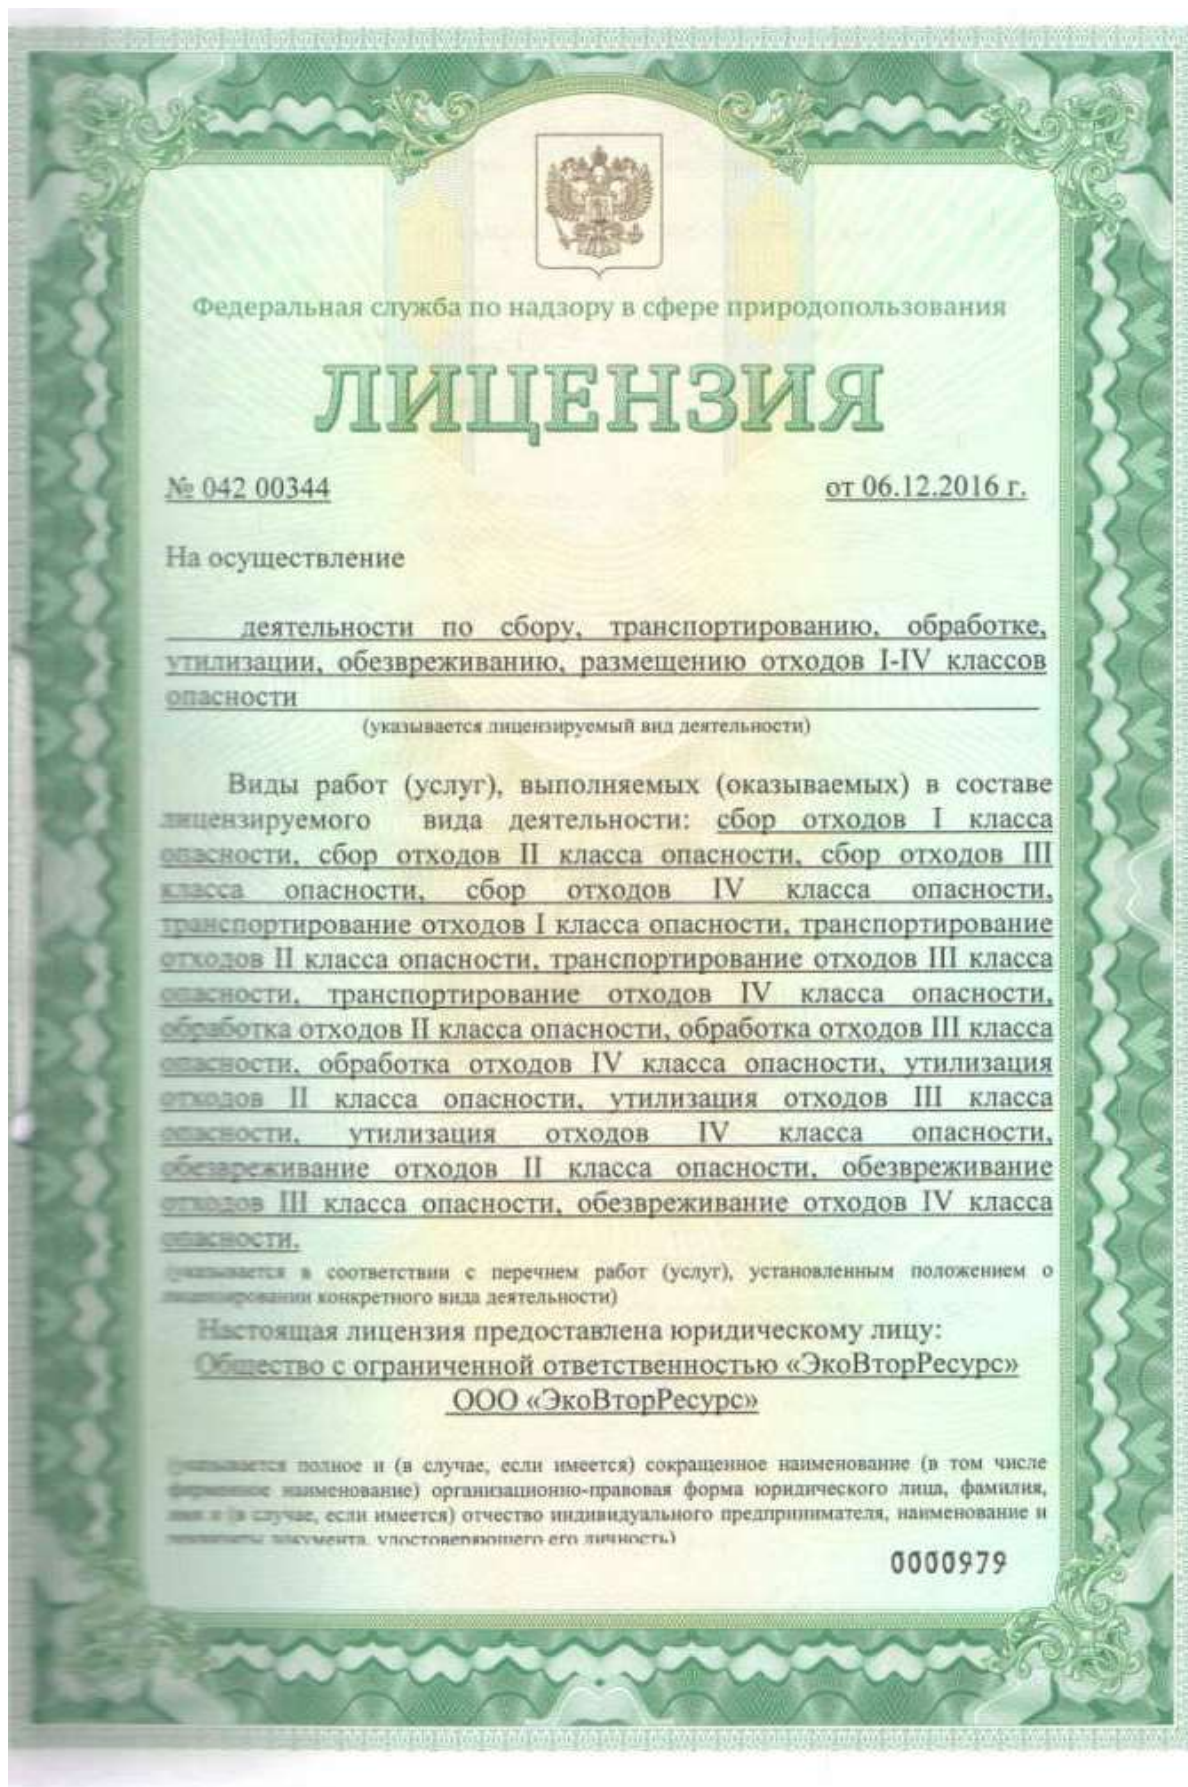 Федеральная служба по надзору в сфере природопользования
ЛИЦЕНЗИЯ
№ 042 00344 от 06.12.2016 г.
На осуществление
деятельности по сбору, транспортированию, обработке,
утилизации, обезвреживанию, размещению отходов I-IV классов
опасности
(указывается лицензируемый вид деятельности)
Виды работ (услуг), выполняемых (оказываемых) в составе
лицензируемого вида деятельности: сбор отходов I класса
опасности, сбор отходов II класса опасности, сбор отходов III
класса опасности, сбор отходов IV класса опасности,
транспортирование отходов I класса опасности, транспортирование
отходов II класса опасности, транспортирование отходов III класса
опасности, транспортирование отходов IV класса опасности,
обработка отходов II класса опасности, обработка отходов III класса
опасности, обработка отходов IV класса опасности, утилизация
отходов II класса опасности, утилизация отходов III класса
опасности, утилизация отходов IV класса опасности,
обезвреживание отходов II класса опасности, обезвреживание
отходов III класса опасности, обезвреживание отходов IV класса
опасности.
(указывается в соответствии с перечнем работ (услуг), установленным положением о
лицензировании конкретного вида деятельности)
Настоящая лицензия предоставлена юридическому лицу:
Общество с ограниченной ответственностью «ЭкоВторРесурс»
ООО «ЭкоВторРесурс»
(указывается полное и (в случае, если имеется) сокращенное наименование (в том числе
фирменное наименование) организационно-правовая форма юридического лица, фамилия,
имя и (в случае, если имеется) отчество индивидуального предпринимателя, наименование и
реквизиты документа, удостоверяющего его личность)
0000979